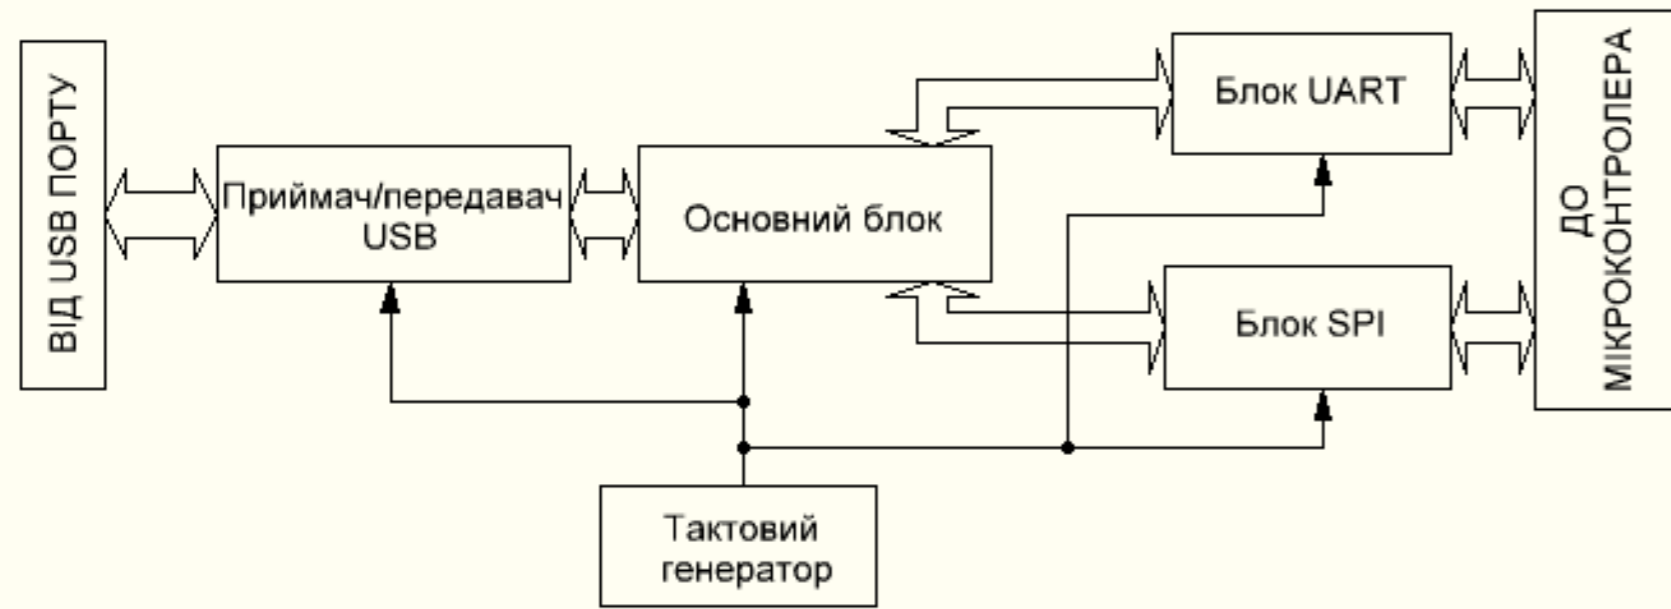 ВІД USB ПОРТУ
Приймач/передавач
USB
Основний блок
Блок UART
Блок SPI
ДО
МІКРОКОНТРОЛЕРА
Тактовий
генератор